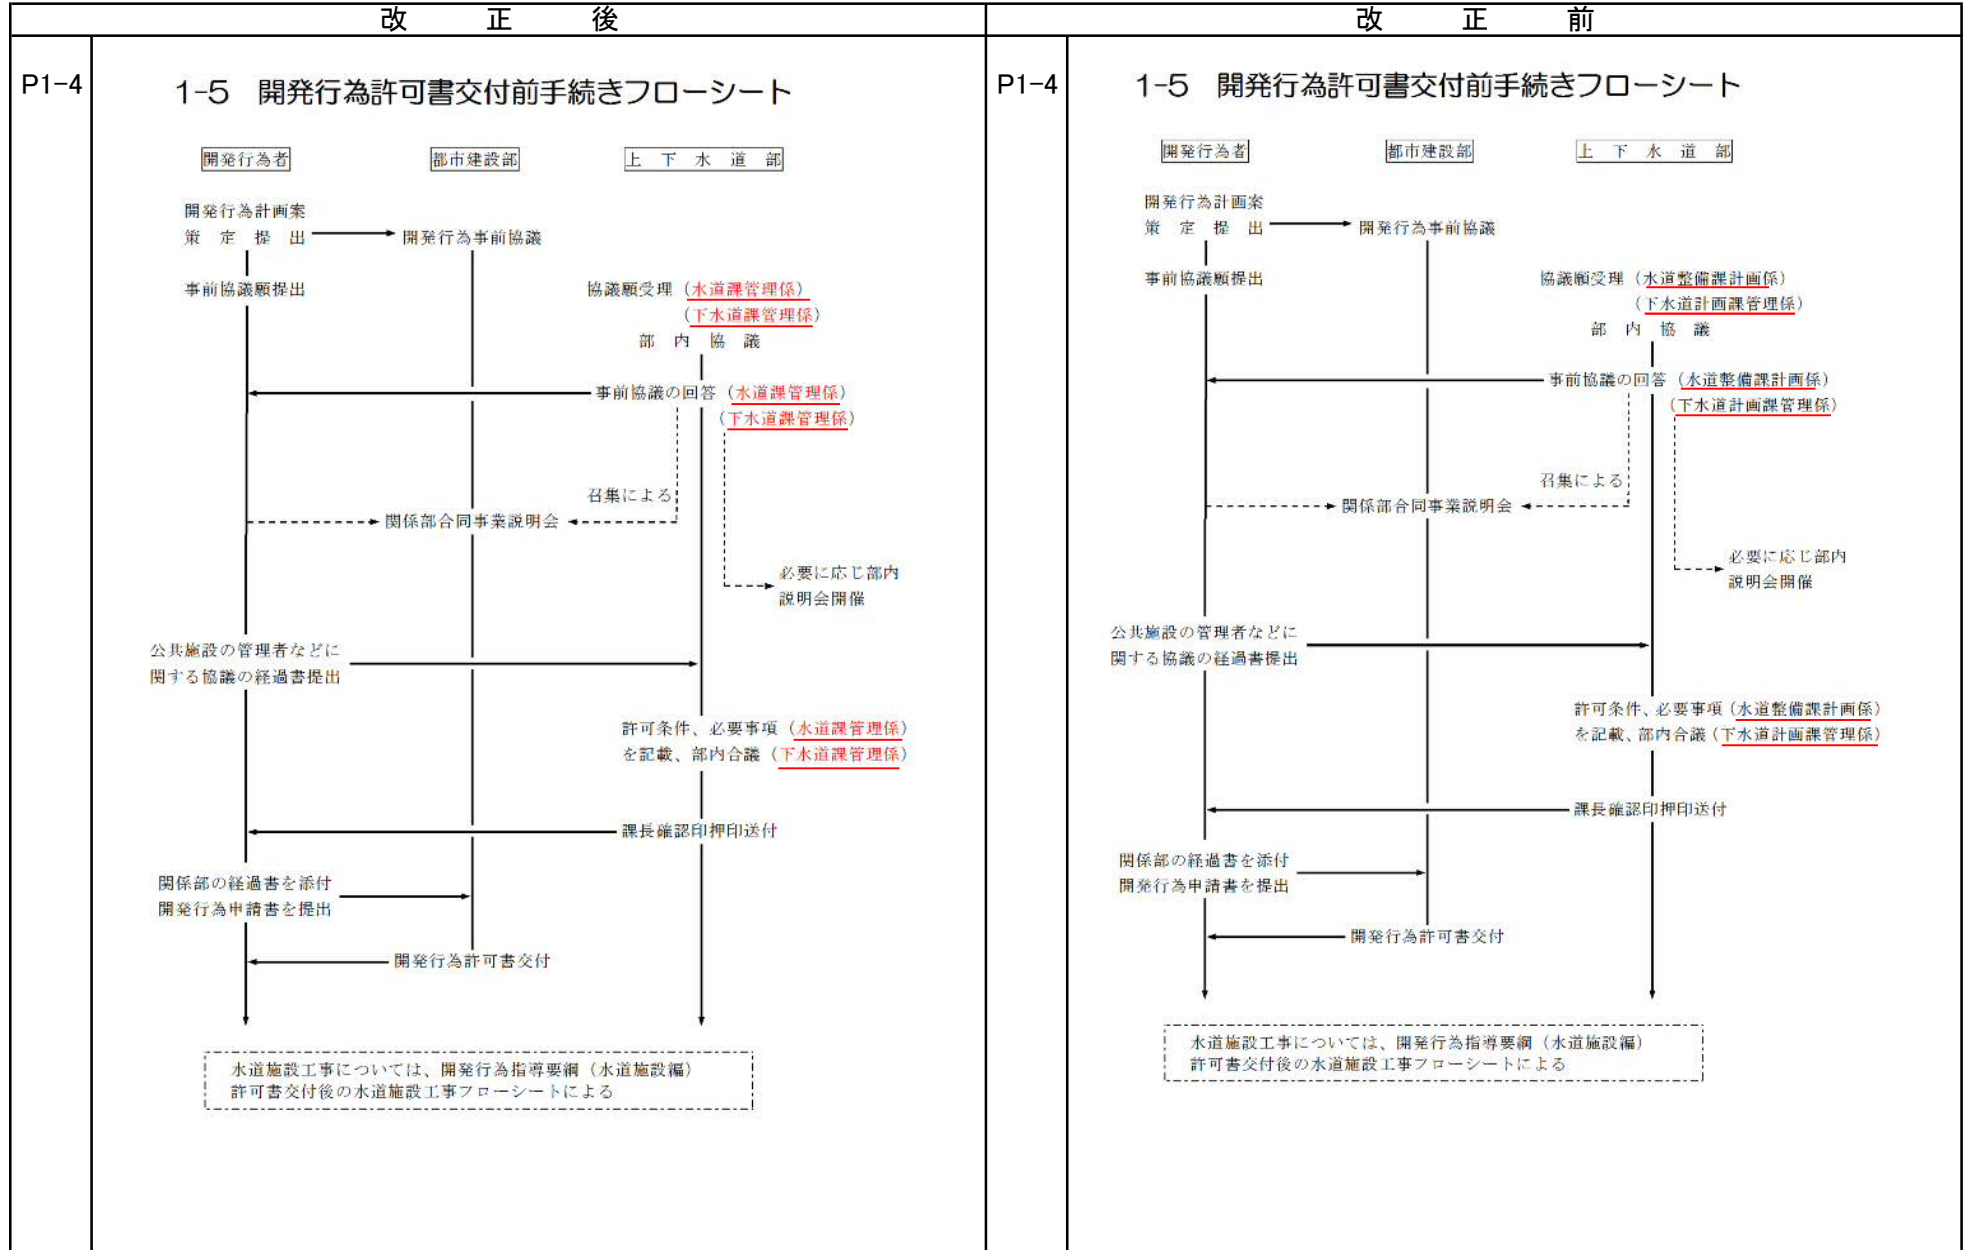 改　正　後
P1-4
1-5　開発行為許可書交付前手続きフローシート
開発行為者
都市建設部
上　下　水　道　部
開発行為計画案
策　定　提　出
開発行為事前協議
事前協議願提出
協議願受理（水道課管理係）
（下水道課管理係）
部　内　協　議
事前協議の回答（水道課管理係）
（下水道課管理係）
召集による
関係部合同事業説明会
必要に応じ部内
説明会開催
公共施設の管理者などに
関する協議の経過書提出
許可条件、必要事項（水道課管理係）
を記載、部内合議（下水道課管理係）
課長確認印押印送付
関係部の経過書を添付
開発行為申請書を提出
開発行為許可書交付
水道施設工事については、開発行為指導要綱（水道施設編）
許可書交付後の水道施設工事フローシートによる
改　正　前
P1-4
1-5　開発行為許可書交付前手続きフローシート
開発行為者
都市建設部
上　下　水　道　部
開発行為計画案
策　定　提　出
開発行為事前協議
事前協議願提出
協議願受理（水道整備課計画係）
（下水道計画課管理係）
部　内　協　議
事前協議の回答（水道整備課計画係）
（下水道計画課管理係）
召集による
関係部合同事業説明会
必要に応じ部内
説明会開催
公共施設の管理者などに
関する協議の経過書提出
許可条件、必要事項（水道整備課計画係）
を記載、部内合議（下水道計画課管理係）
課長確認印押印送付
関係部の経過書を添付
開発行為申請書を提出
開発行為許可書交付
水道施設工事については、開発行為指導要綱（水道施設編）
許可書交付後の水道施設工事フローシートによる